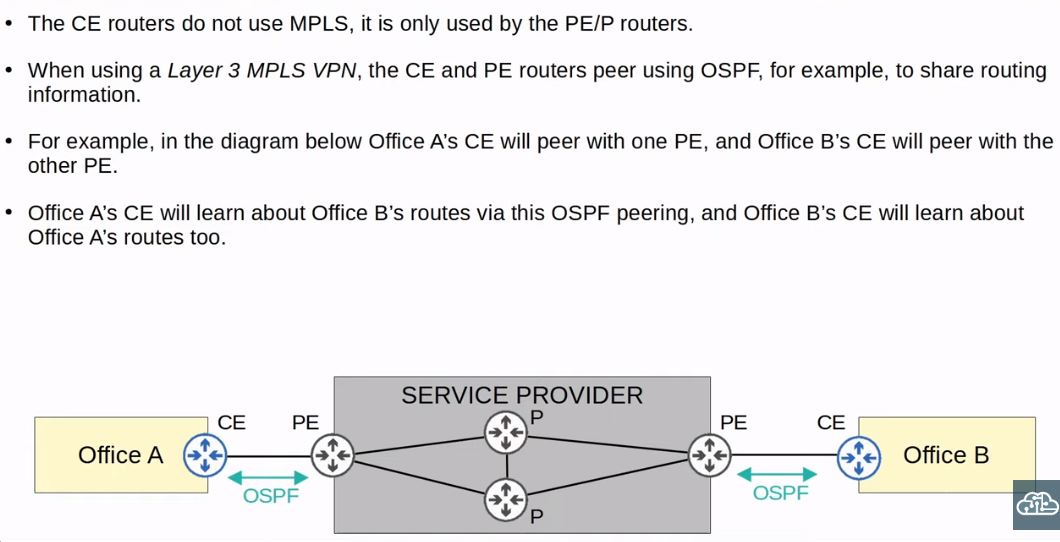 • The CE routers do not use MPLS, it is only used by the PE/P routers.
• When using a Layer 3 MPLS VPN, the CE and PE routers peer using OSPF, for example, to share routing
information.
• For example, in the diagram below Office A's CE will peer with one PE, and Office B's CE will peer with the
other PE.
• Office A's CE will learn about Office B's routes via this OSPF peering, and Office B's CE will learn about
Office A's routes too.
SERVICE PROVIDER
P
CE
PE
PE
CE
Office A
Office B
OSPF
OSPF
P